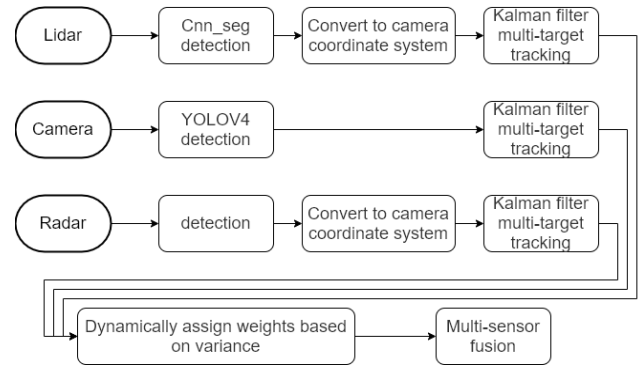 Lidar
Cnn_seg
detection
Convert to camera
coordinate system
Kalman filter
multi-target
tracking
Camera
YOLOV4
detection
Kalman filter
multi-target
tracking
Radar
detection
Convert to camera
coordinate system
Kalman filter
multi-target
tracking
Dynamically assign weights based
on variance
Multi-sensor
fusion